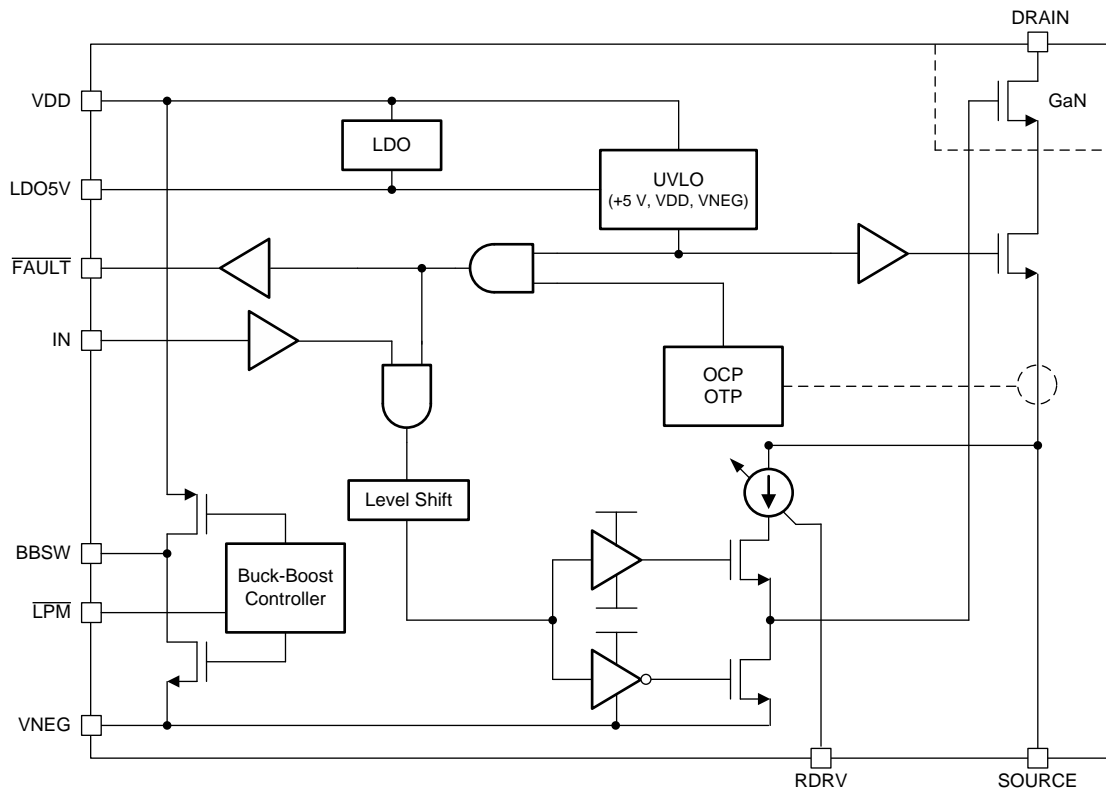 DRAIN
VDD
GaN
LDO
LDO5V
UVLO
(+5 V, VDD, VNEG)
FAULT
IN
OCP
OTP
Level Shift
BBSW
Buck-Boost
Controller
LPM
VNEG
RDRV
SOURCE